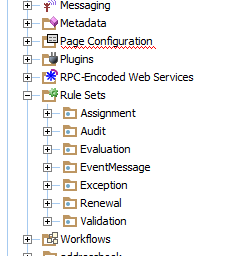 Messaging
Metadata
Page Configuration
Plugins
RPC-Encoded Web Services
Rule Sets
Assignment
Audit
Evaluation
EventMessage
Exception
Renewal
Validation
Workflows